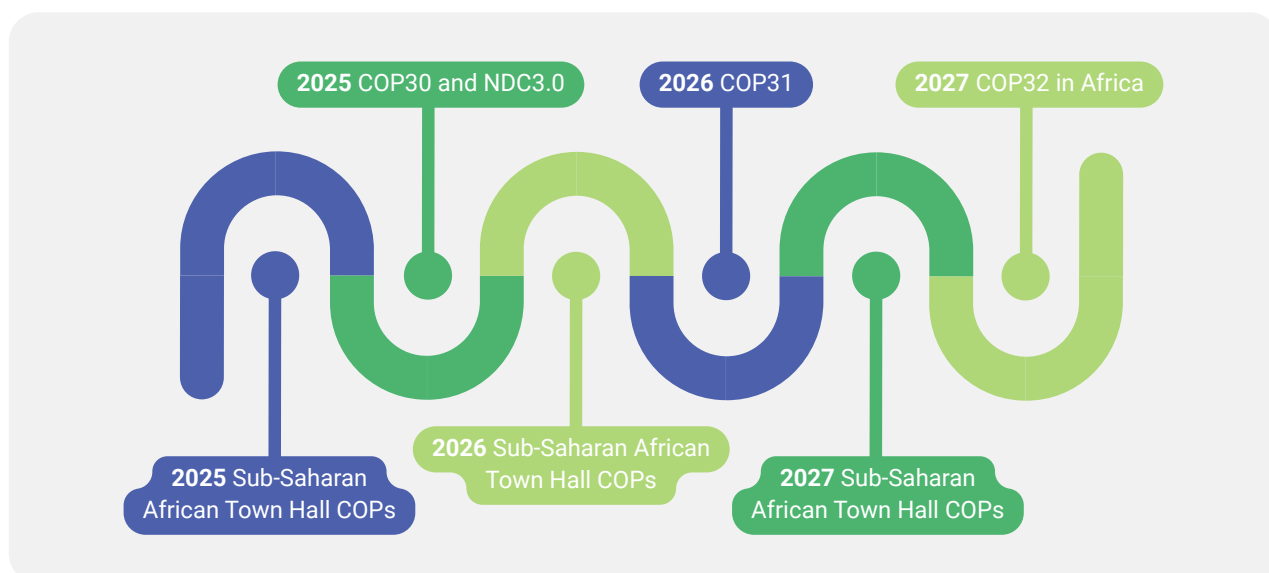 2025 COP30 and NDC3.0
2026 COP31
2027 COP32 in Africa
2025 Sub-Saharan
African Town Hall COPs
2026 Sub-Saharan African
Town Hall COPs
2027 Sub-Saharan
African Town Hall COPs